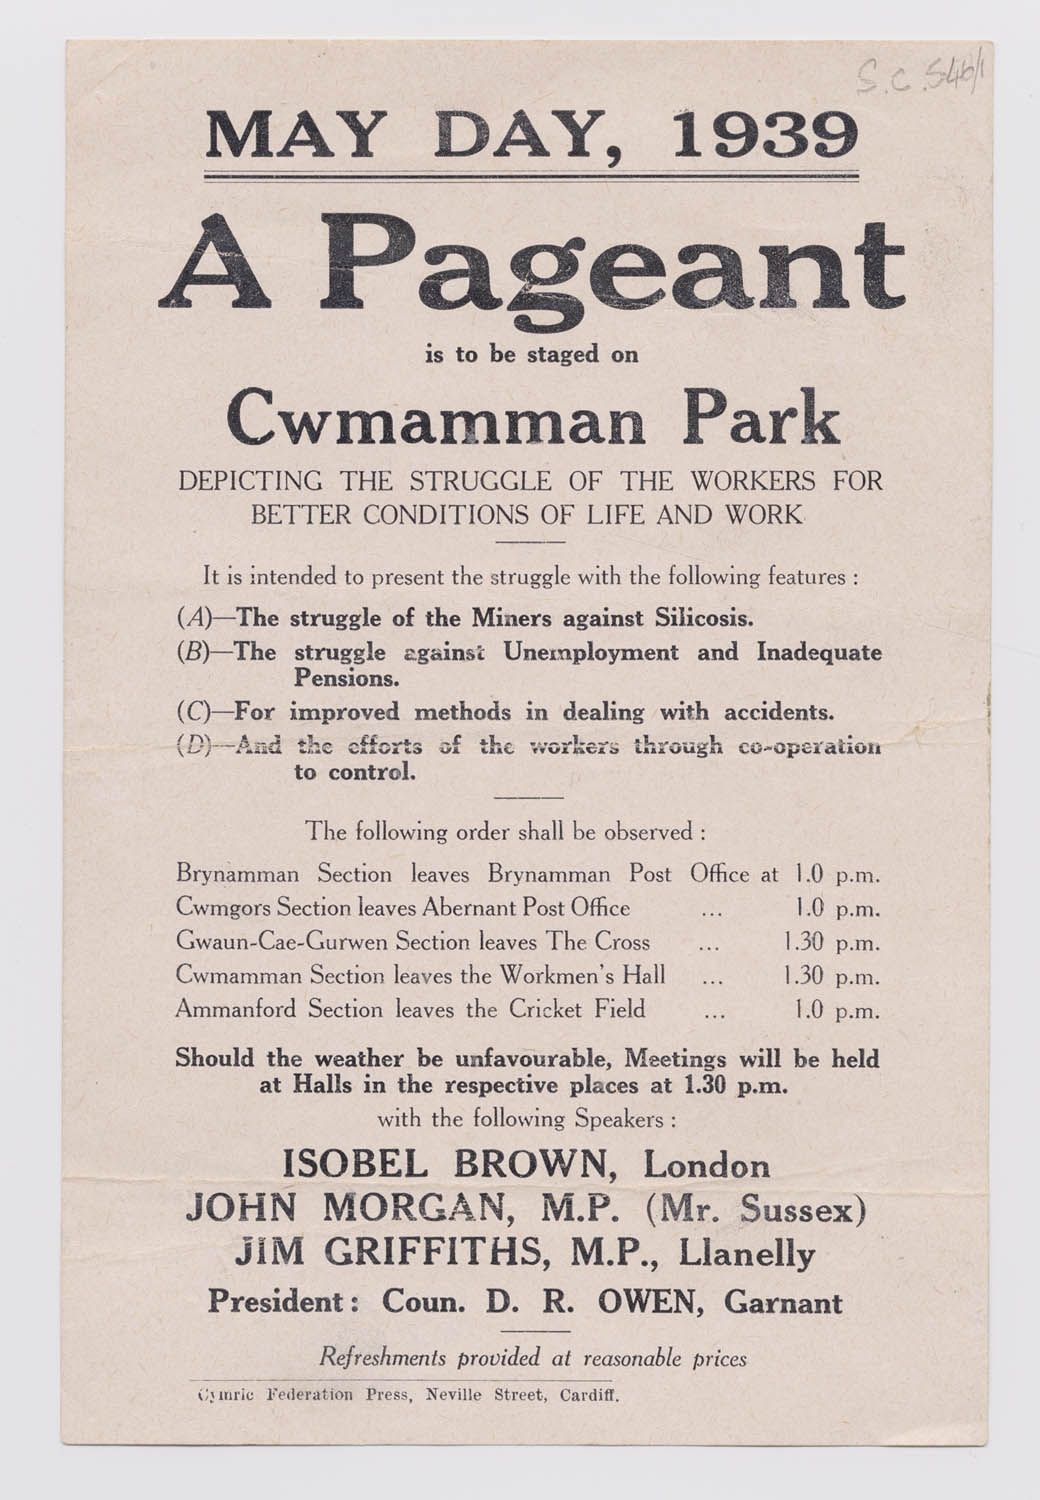 S.C.546/1
MAY DAY, 1939
A Pageant
is to be staged on
Cwmamman Park
DEPICTING THE STRUGGLE OF THE WORKERS FOR
BETTER CONDITIONS OF LIFE AND WORK
It is intended to present the struggle with the following features :
(A)—The struggle of the Miners against Silicosis.
(B)—The struggle against Unemployment and Inadequate
Pensions.
(C)—For improved methods in dealing with accidents.
(D)—And the efforts of the workers through co-operation
to control.
The following order shall be observed :
Brynamman Section leaves Brynamman Post Office at 1.0 p.m.
Cwmgors Section leaves Abernant Post Office ... 1.0 p.m.
Gwaun-Cae-Gurwen Section leaves The Cross ... 1.30 p.m.
Cwmamman Section leaves the Workmen's Hall ... 1.30 p.m.
Ammanford Section leaves the Cricket Field ... 1.0 p.m.
Should the weather be unfavourable, Meetings will be held
at Halls in the respective places at 1.30 p.m.
with the following Speakers :
ISOBEL BROWN, London
JOHN MORGAN, M.P. (Mr. Sussex)
JIM GRIFFITHS, M.P., Llanelly
President: Coun. D. R. OWEN, Garnant
Refreshments provided at reasonable prices
Cymric Federation Press, Neville Street, Cardiff.